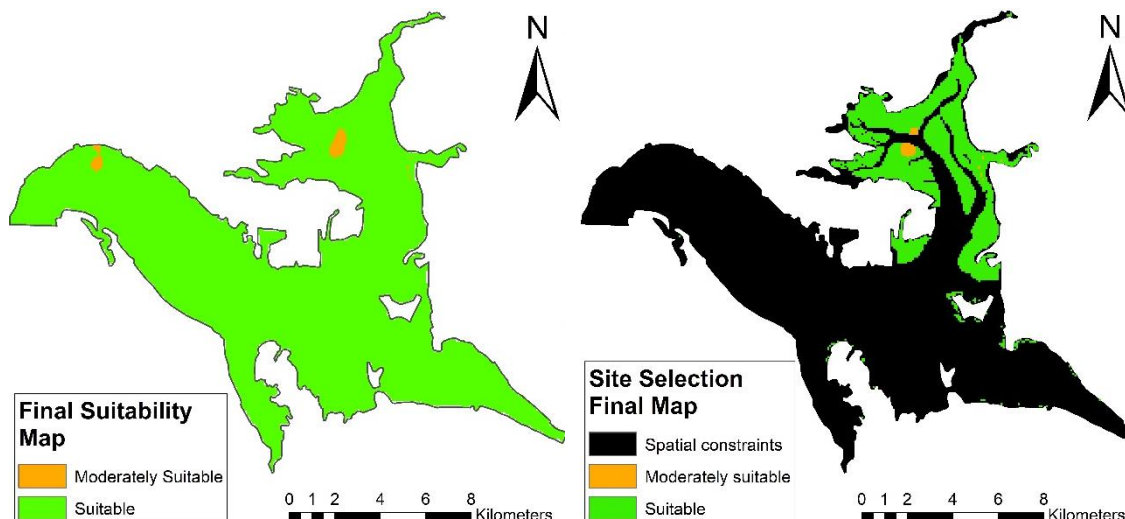 N
Final Suitability
Map
Moderately Suitable
Suitable
0 1 2 4 6 8
Kilometers
N
Site Selection
Final Map
Spatial constraints
Moderately suitable
Suitable
0 1 2 4 6 8
Kilometers